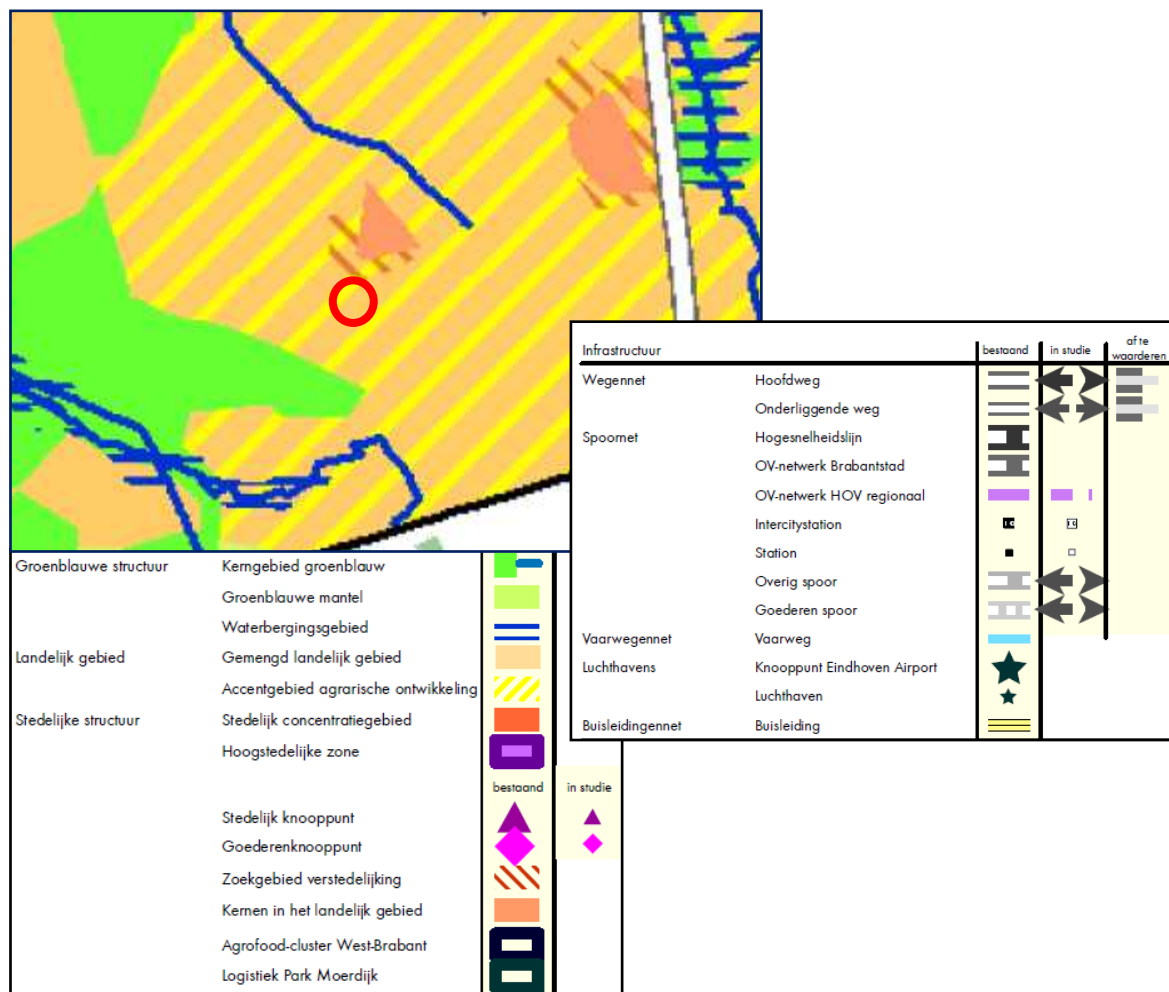 Infrastructuur bestaand in studie af te waarderen
Wegennet Hoofdweg
Onderliggende weg
Spoornet Hogesnelheidslijn
OV-netwerk Brabantstad
OV-netwerk HOV regionaal
Intercitystation
Station
Overig spoor
Goederen spoor
Vaarwegennet Vaarweg
Luchthavens Knooppunt Eindhoven Airport
Luchthaven
Buisleidingennet Buisleiding
Groenblauwe structuur Kerngebied groenblauw
Groenblauwe mantel
Waterbergingsgebied
Landelijk gebied Gemengd landelijk gebied
Accentgebied agrarische ontwikkeling
Stedelijke structuur Stedelijk concentratiegebied
Hoogstedelijke zone
bestaand in studie
Stedelijk knooppunt
Goederenknooppunt
Zoekgebied verstedelijking
Kernen in het landelijk gebied
Agrofood-cluster West-Brabant
Logistiek Park Moerdijk